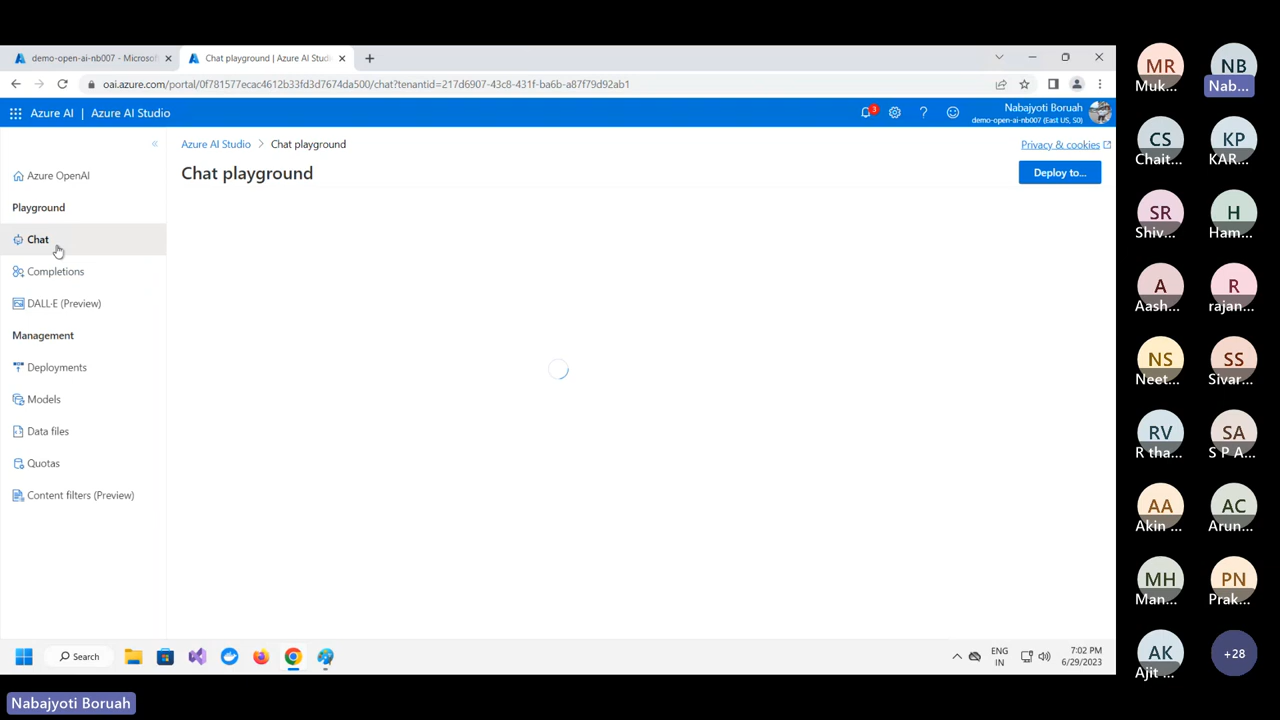 demo-open-ai-nb007 - Microsof
Chat playground | Azure AI Studi
oai.azure.com/portal/0f781577ecac4612b33fd3d7674da500/chat?tenantid=217d6907-43c8-431f-ba6b-a87f79d92ab1
Azure AI | Azure AI Studio
3
Nabajyoti Boruah
demo-open-ai-nb007 (East US, S0)
Azure AI Studio > Chat playground
Privacy & cookies
Chat playground
Deploy to...
Azure OpenAI
Playground
Chat
Completions
DALL·E (Preview)
Management
Deployments
Models
Data files
Quotas
Content filters (Preview)
Search
ENG
IN
7:02 PM
6/29/2023
MR
Muk...
NB
Nab...
CS
Chait...
KP
KAR...
SR
Shiv...
H
Ham...
A
Aash...
R
rajan...
NS
Neet...
SS
Sivar...
RV
R tha...
SA
S P A...
AA
Akin ...
AC
Arun...
MH
Man...
PN
Prak...
AK
Ajit ...
+28
Nabajyoti Boruah